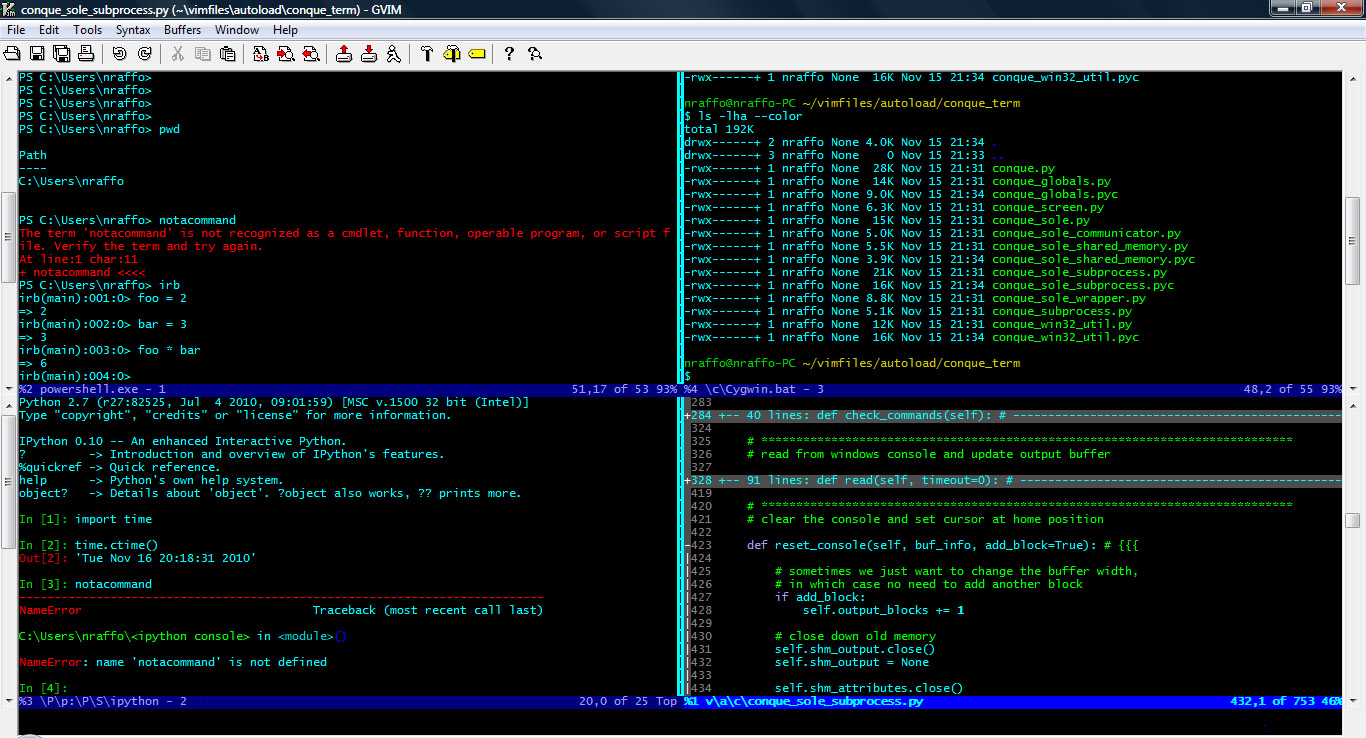 conque_sole_subprocess.py (~\vimfiles\autoload\conque_term) - GVIM
File Edit Tools Syntax Buffers Window Help
PS C:\Users\nraffo>
PS C:\Users\nraffo>
PS C:\Users\nraffo>
PS C:\Users\nraffo>
PS C:\Users\nraffo> pwd
Path
----
C:\Users\nraffo
PS C:\Users\nraffo> notacommand
The term 'notacommand' is not recognized as a cmdlet, function, operable program, or script f
ile. Verify the term and try again.
At line:1 char:11
+ notacommand <<<<
PS C:\Users\nraffo> irb
irb(main):001:0> foo = 2
=> 2
irb(main):002:0> bar = 3
=> 3
irb(main):003:0> foo * bar
=> 6
irb(main):004:0>
%2 powershell.exe - 1 51,17 of 53 93%
-rwx------+ 1 nraffo None  16K Nov 15 21:34 conque_win32_util.pyc
nraffo@nraffo-PC ~/vimfiles/autoload/conque_term
$ ls -lha --color
total 192K
drwx------+ 2 nraffo None 4.0K Nov 15 21:34 .
drwx------+ 3 nraffo None    0 Nov 15 21:33 ..
-rwx------+ 1 nraffo None  28K Nov 15 21:31 conque.py
-rwx------+ 1 nraffo None  14K Nov 15 21:31 conque_globals.py
-rwx------+ 1 nraffo None 9.0K Nov 15 21:34 conque_globals.pyc
-rwx------+ 1 nraffo None 6.3K Nov 15 21:31 conque_screen.py
-rwx------+ 1 nraffo None  15K Nov 15 21:31 conque_sole.py
-rwx------+ 1 nraffo None 5.0K Nov 15 21:31 conque_sole_communicator.py
-rwx------+ 1 nraffo None 5.5K Nov 15 21:31 conque_sole_shared_memory.py
-rwx------+ 1 nraffo None 3.9K Nov 15 21:34 conque_sole_shared_memory.pyc
-rwx------+ 1 nraffo None  21K Nov 15 21:31 conque_sole_subprocess.py
-rwx------+ 1 nraffo None  16K Nov 15 21:34 conque_sole_subprocess.pyc
-rwx------+ 1 nraffo None 8.8K Nov 15 21:31 conque_sole_wrapper.py
-rwx------+ 1 nraffo None 5.1K Nov 15 21:31 conque_subprocess.py
-rwx------+ 1 nraffo None  12K Nov 15 21:31 conque_win32_util.py
-rwx------+ 1 nraffo None  16K Nov 15 21:34 conque_win32_util.pyc
nraffo@nraffo-PC ~/vimfiles/autoload/conque_term
$
%4 \c\Cygwin.bat - 3 48,2 of 55 93%
Python 2.7 (r27:82525, Jul  4 2010, 09:01:59) [MSC v.1500 32 bit (Intel)]
Type "copyright", "credits" or "license" for more information.
IPython 0.10 -- An enhanced Interactive Python.
?         -> Introduction and overview of IPython's features.
%quickref -> Quick reference.
help      -> Python's own help system.
object?   -> Details about 'object'. ?object also works, ?? prints more.
In [1]: import time
In [2]: time.ctime()
Out[2]: 'Tue Nov 16 20:18:31 2010'
In [3]: notacommand
---------------------------------------------------------------------------
NameError                                 Traceback (most recent call last)
C:\Users\nraffo\<ipython console> in <module>()
NameError: name 'notacommand' is not defined
In [4]:
%3 \P\p:\P\S\ipython - 2 20,0 of 25 Top
283
+284 +-- 40 lines: def check_commands(self): # -----------------------------------------------
324
325     # ****************************************************************************
326     # read from windows console and update output buffer
327
+328 +-- 91 lines: def read(self, timeout=0): # ----------------------------------------------
419
420     # ****************************************************************************
421     # clear the console and set cursor at home position
422
-423     def reset_console(self, buf_info, add_block=True): # {{{
|424
|425         # sometimes we just want to change the buffer width,
|426         # in which case no need to add another block
|427         if add_block:
|428             self.output_blocks += 1
|429
|430         # close down old memory
|431         self.shm_output.close()
|432         self.shm_output = None
|433
|434         self.shm_attributes.close()
%1 v\a\c\conque_sole_subprocess.py 432,1 of 753 46%